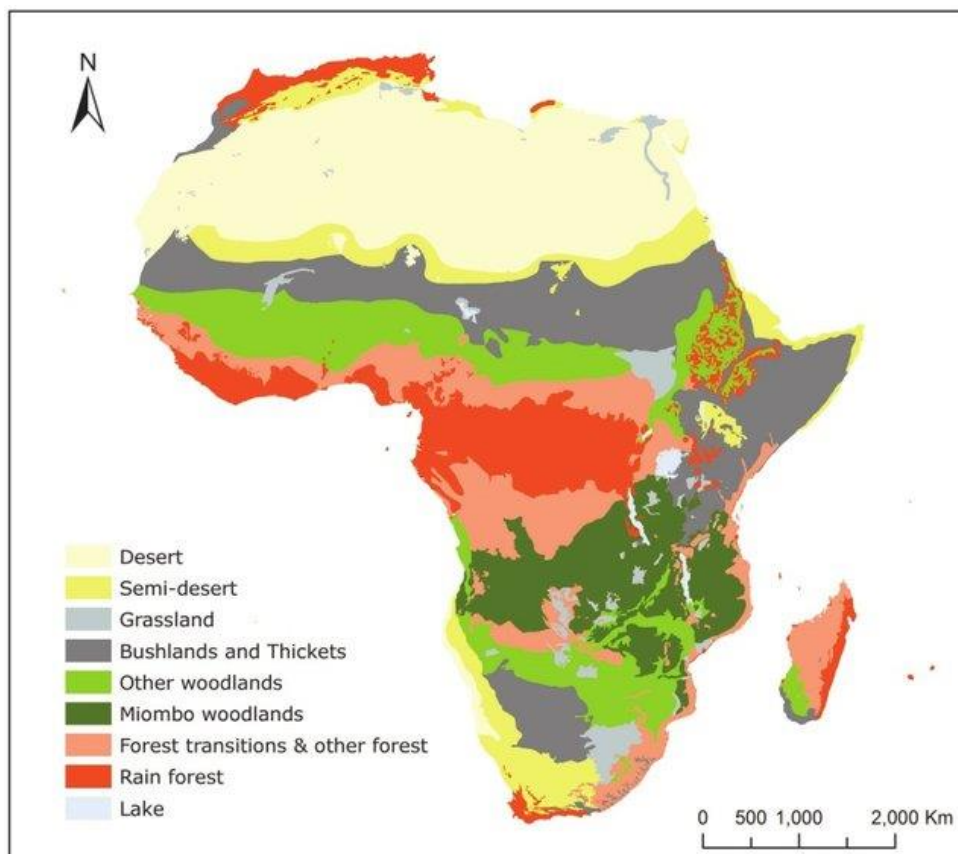 N
Desert
Semi-desert
Grassland
Bushlands and Thickets
Other woodlands
Miombo woodlands
Forest transitions & other forest
Rain forest
Lake
0 500 1,000 2,000 Km